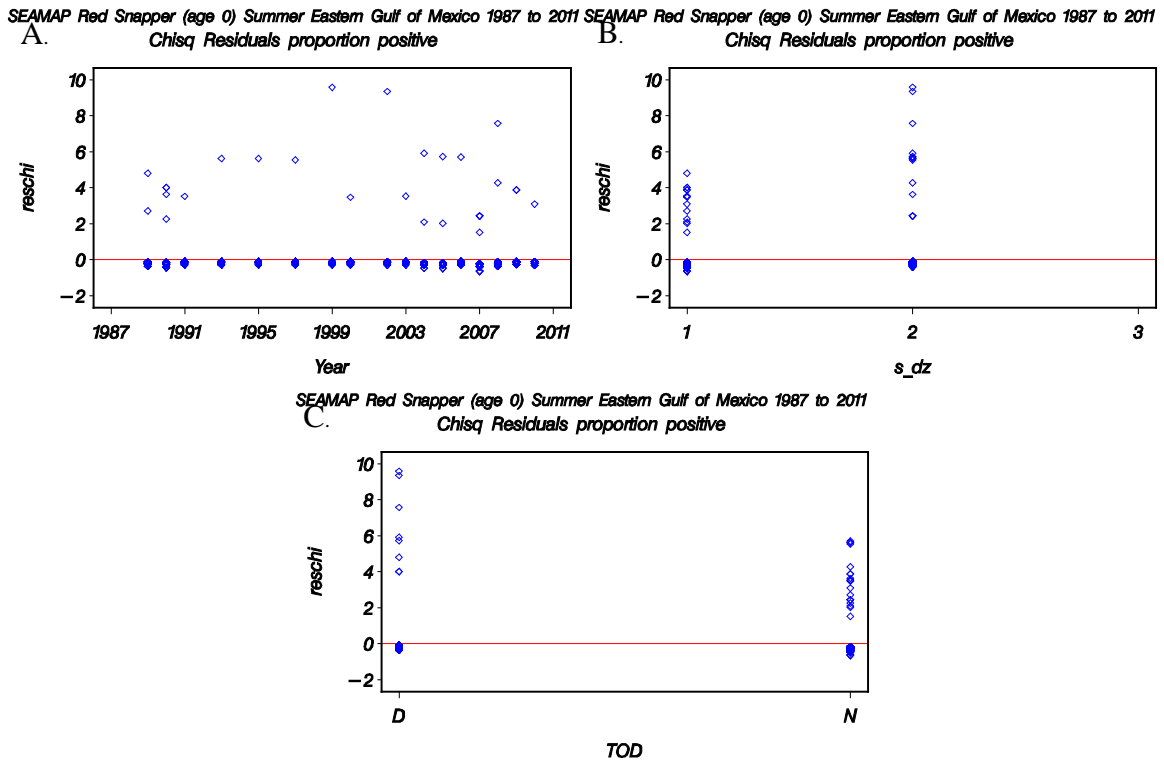 SEAMAP Red Snapper (age 0) Summer Eastern Gulf of Mexico 1987 to 2011
A.
Chisq Residuals proportion positive
10
8
6
4
2
0
−2
reschi
1987 1991 1995 1999 2003 2007 2011
Year
SEAMAP Red Snapper (age 0) Summer Eastern Gulf of Mexico 1987 to 2011
B.
Chisq Residuals proportion positive
10
8
6
4
2
0
−2
reschi
1 2 3
s_dz
SEAMAP Red Snapper (age 0) Summer Eastern Gulf of Mexico 1987 to 2011
C.
Chisq Residuals proportion positive
10
8
6
4
2
0
−2
reschi
D N
TOD